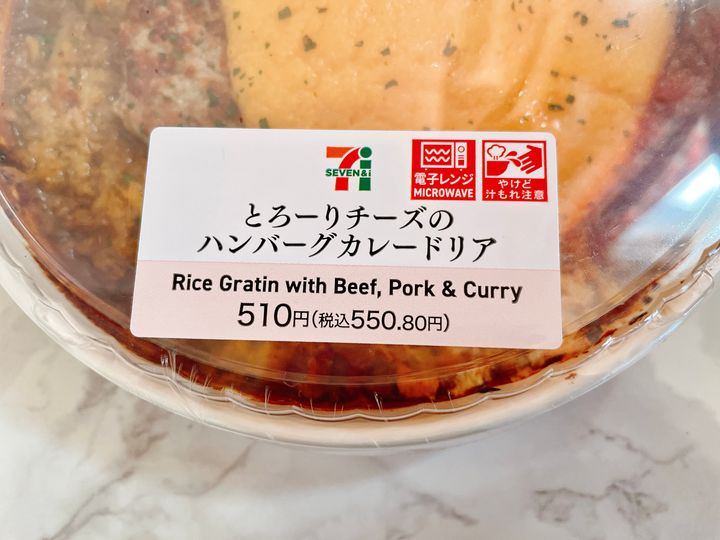 SEVEN&i
電子レンジ
MICROWAVE
やけど
汁もれ注意
とろーりチーズの
ハンバーグカレードリア
Rice Gratin with Beef, Pork & Curry
510円(税込550.80円)